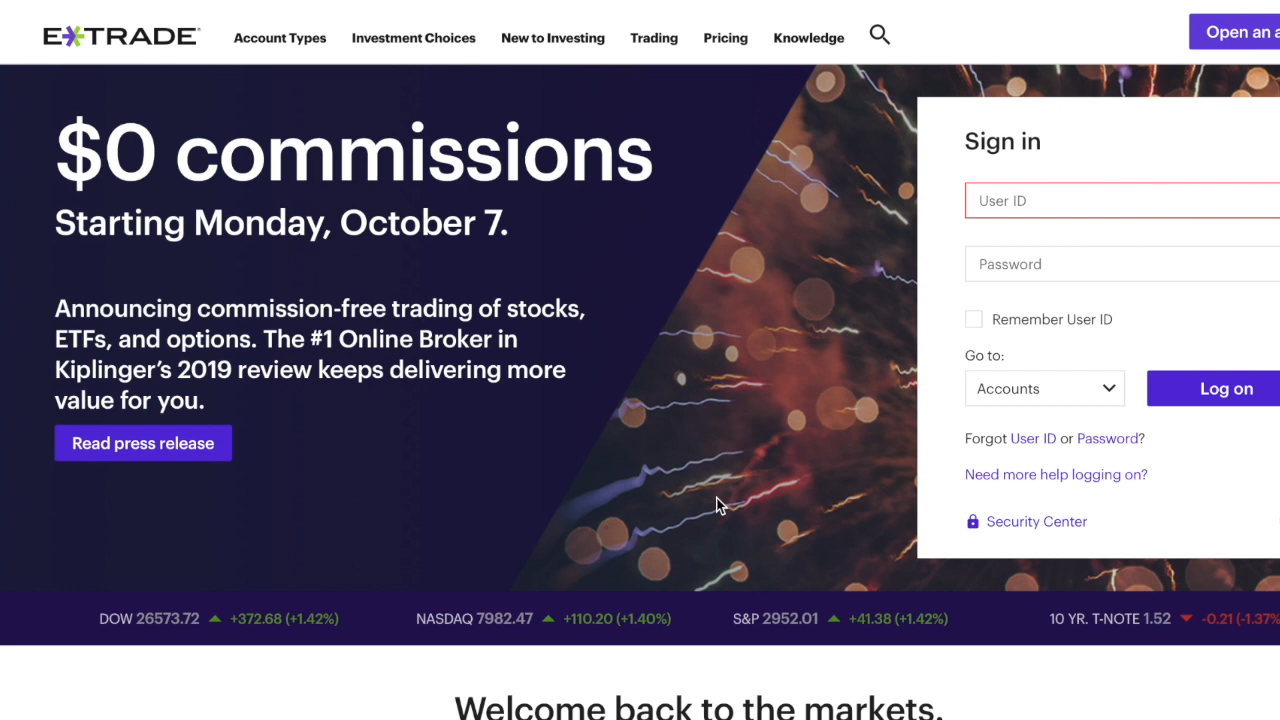 E*TRADE
Account Types Investment Choices New to Investing Trading Pricing Knowledge
Open an a
$0 commissions
Starting Monday, October 7.
Announcing commission-free trading of stocks,
ETFs, and options. The #1 Online Broker in
Kiplinger’s 2019 review keeps delivering more
value for you.
Read press release
Sign in
User ID
Password
Remember User ID
Go to:
Accounts
Log on
Forgot User ID or Password?
Need more help logging on?
Security Center
DOW 26573.72 +372.68 (+1.42%) NASDAQ 7982.47 +110.20 (+1.40%) S&P 2952.01 +41.38 (+1.42%) 10 YR. T-NOTE 1.52 -0.21 (-1.37%
Welcome back to the markets.